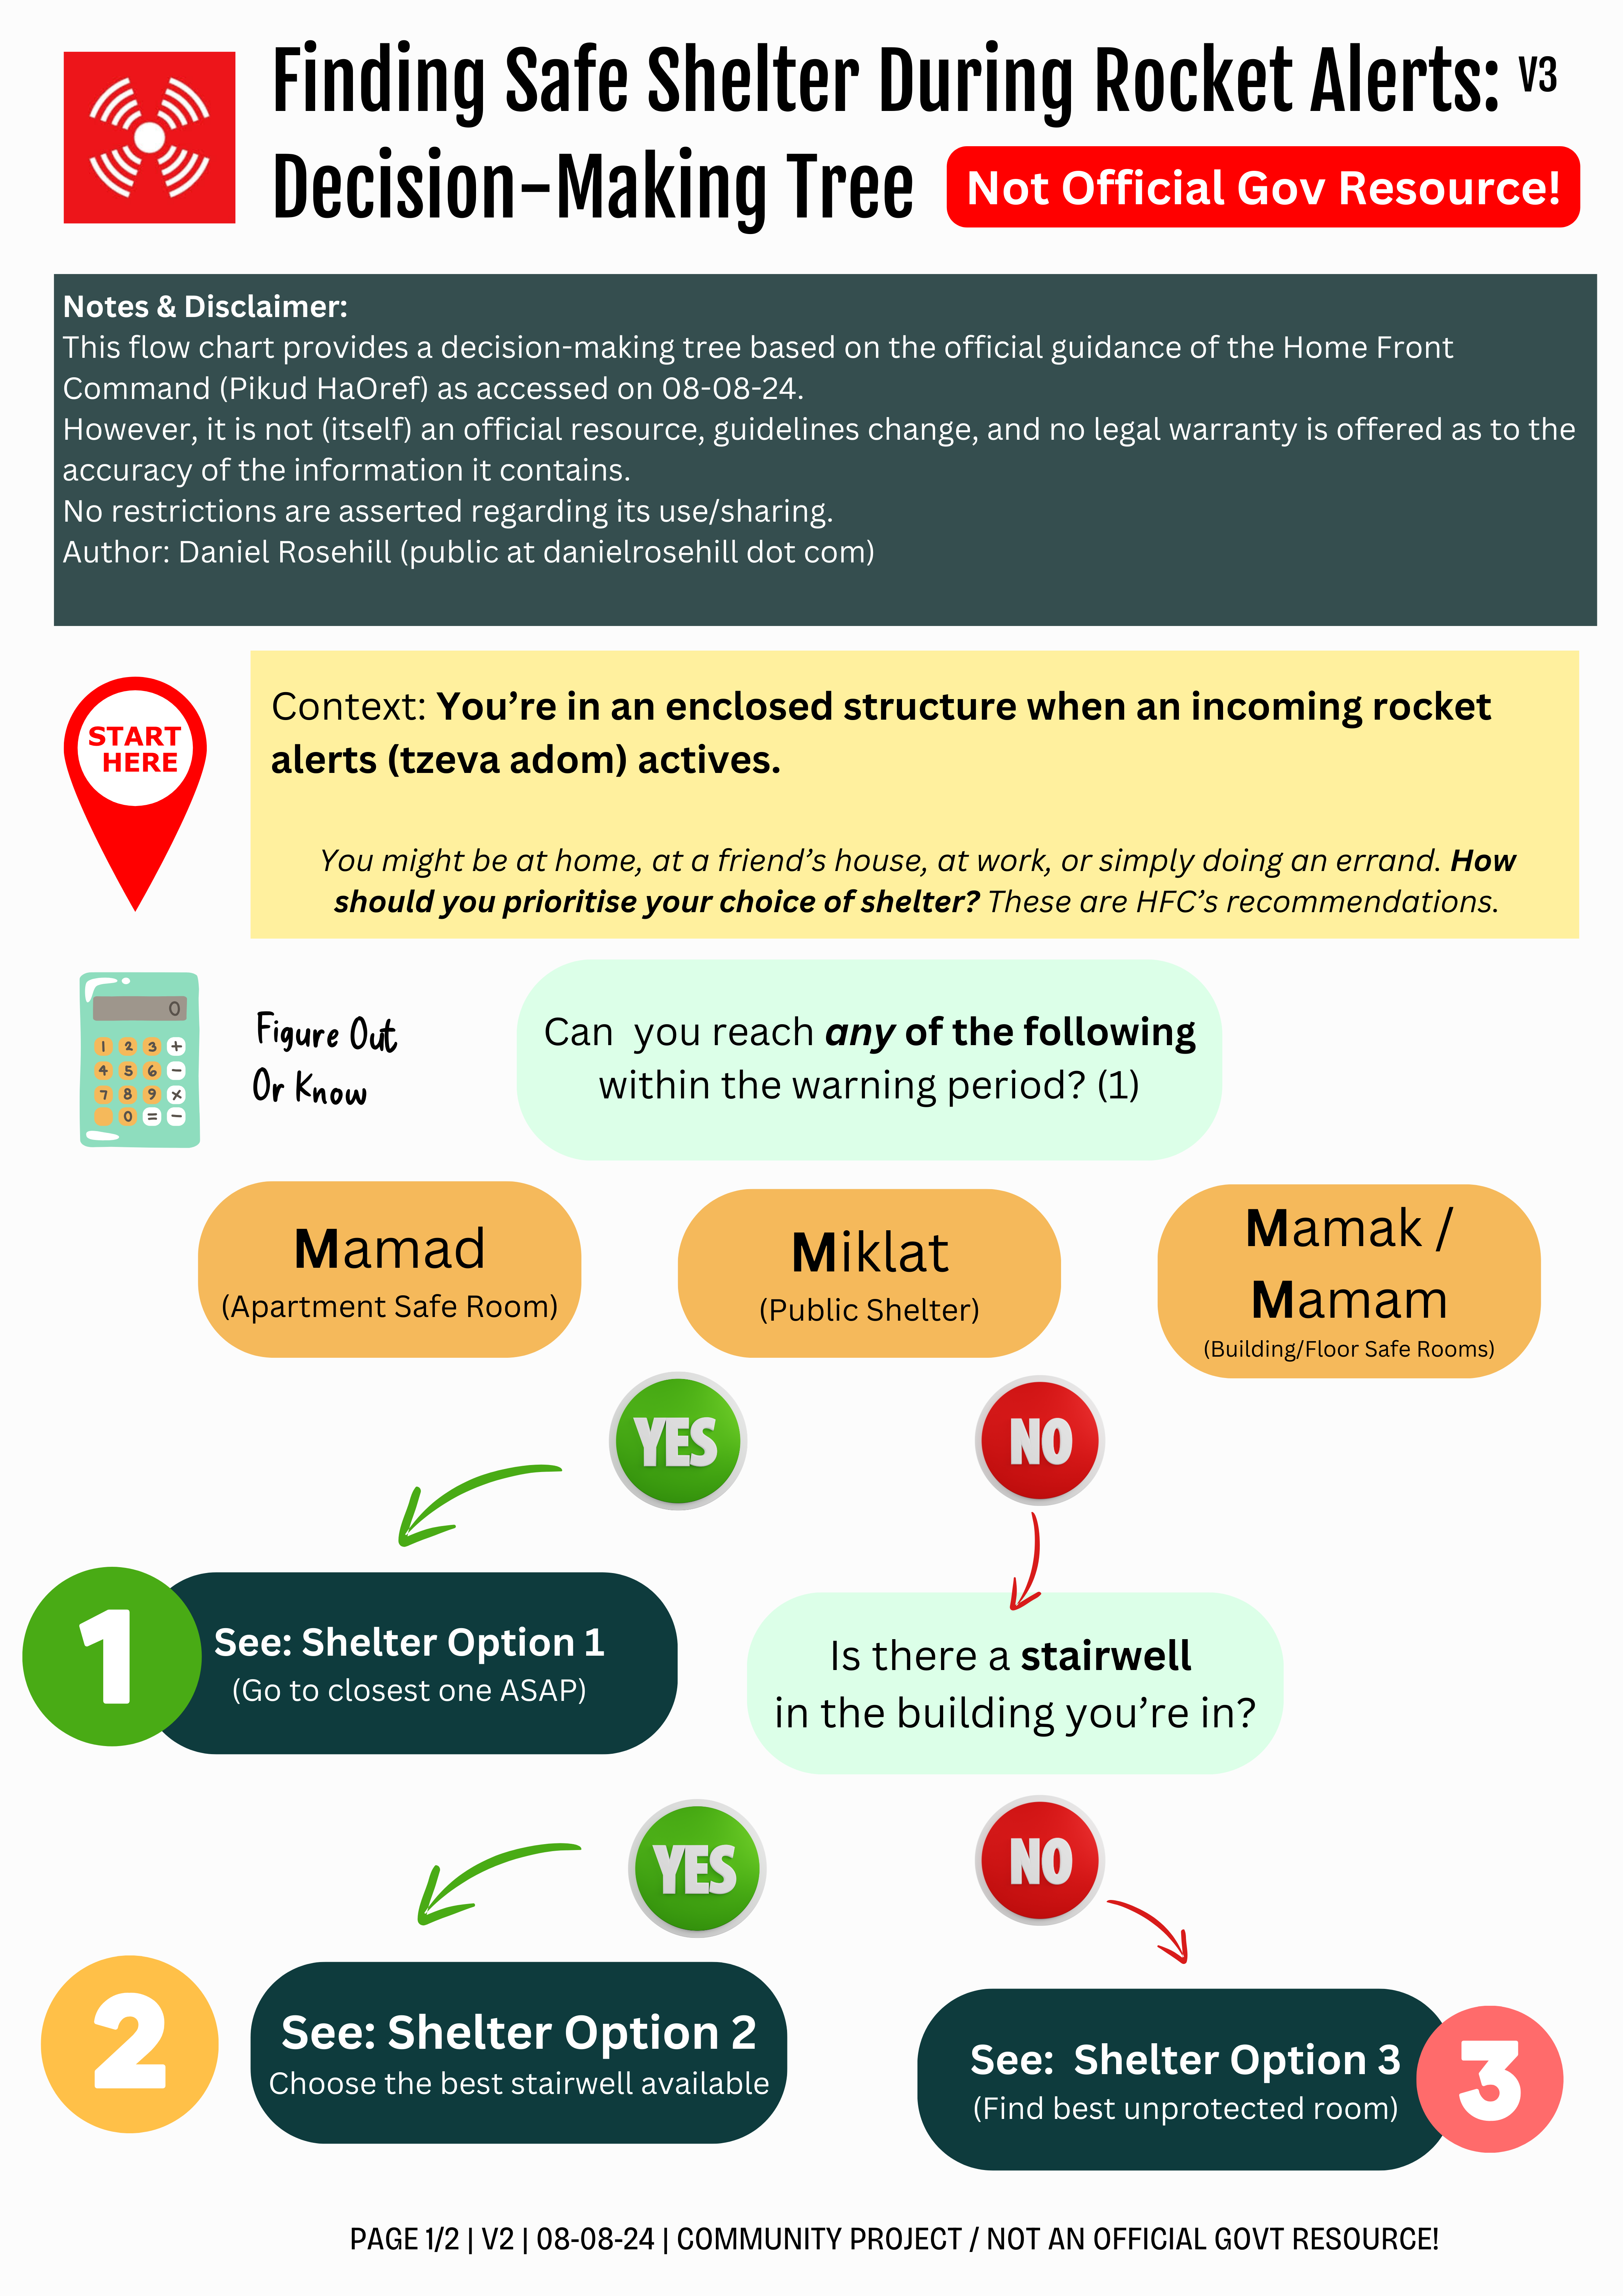 Finding Safe Shelter During Rocket Alerts: V3
Decision-Making Tree
Not Official Gov Resource!
Notes & Disclaimer:
This flow chart provides a decision-making tree based on the official guidance of the Home Front
Command (Pikud HaOref) as accessed on 08-08-24.
However, it is not (itself) an official resource, guidelines change, and no legal warranty is offered as to the
accuracy of the information it contains.
No restrictions are asserted regarding its use/sharing.
Author: Daniel Rosehill (public at danielrosehill dot com)
START
HERE
Context: You're in an enclosed structure when an incoming rocket
alerts (tzeva adom) actives.
You might be at home, at a friend's house, at work, or simply doing an errand. How
should you prioritise your choice of shelter? These are HFC's recommendations.
0
1 2 3 +
4 5 6 −
7 8 9 ×
0 = −
Figure Out
Or Know
Can you reach any of the following
within the warning period? (1)
Mamad
(Apartment Safe Room)
Miklat
(Public Shelter)
Mamak /
Mamam
(Building/Floor Safe Rooms)
YES
NO
1
See: Shelter Option 1
(Go to closest one ASAP)
Is there a stairwell
in the building you're in?
YES
NO
2
See: Shelter Option 2
Choose the best stairwell available
See: Shelter Option 3
(Find best unprotected room)
3
PAGE 1/2 | V2 | 08-08-24 | COMMUNITY PROJECT / NOT AN OFFICIAL GOVT RESOURCE!